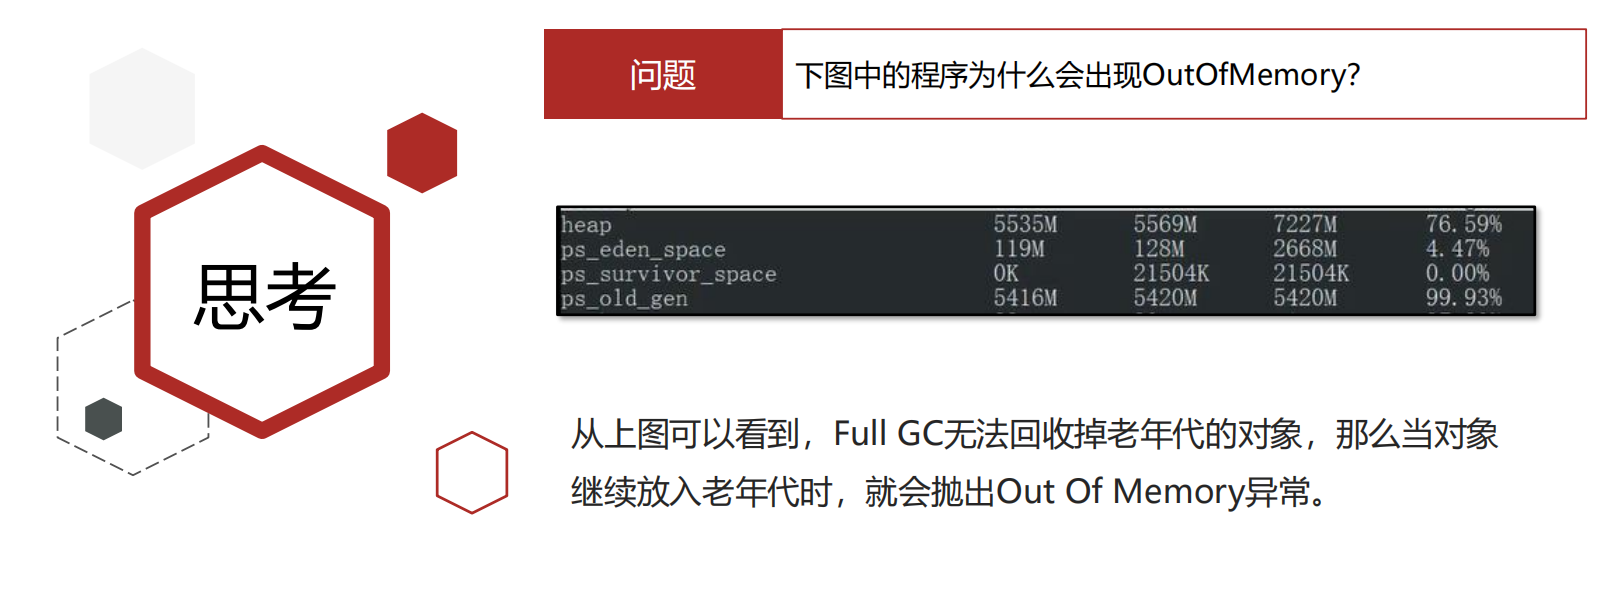 问题
下图中的程序为什么会出现OutOfMemory?
思考
heap 5535M 5569M 7227M 76.59%
ps_eden_space 119M 128M 2668M 4.47%
ps_survivor_space 0K 21504K 21504K 0.00%
ps_old_gen 5416M 5420M 5420M 99.93%
从上图可以看到，Full GC无法回收掉老年代的对象，那么当对象
继续放入老年代时，就会抛出Out Of Memory异常。